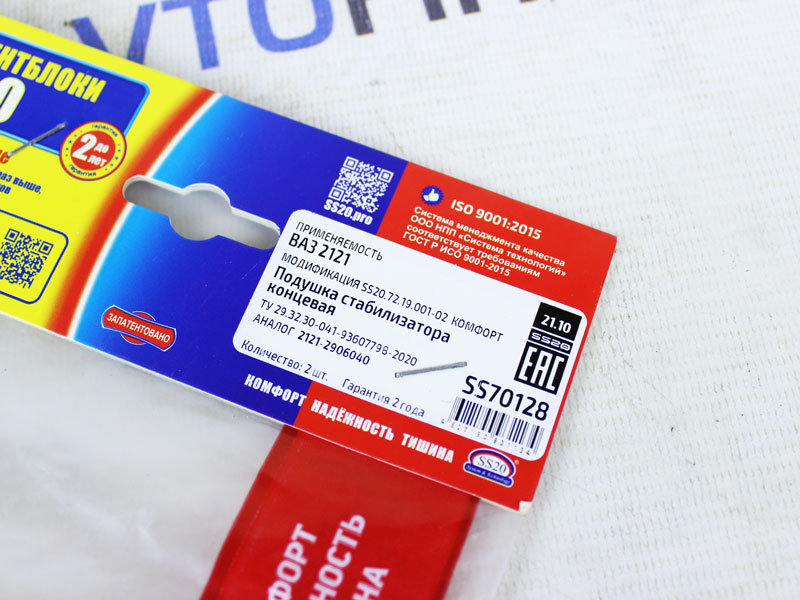 НТБЛОКИ
гарантия
2 до лет
гарантия
ЗАПАТЕНТОВАНО
SS20.pro
ISO 9001:2015
Система менеджмента качества
ООО НПП «Система технологий»
соответствует требованиям
ГОСТ Р ИСО 9001-2015
ПРИМЕНЯЕМОСТЬ
ВАЗ 2121
МОДИФИКАЦИЯ SS20.72.19.001-02 КОМФОРТ
Подушка стабилизатора
концевая
ТУ 29.32.30-041-93607798-2020
АНАЛОГ 2121-2906040
Количество: 2 шт. Гарантия 2 года
21.10
SS20
EAC
SS70128
КОМФОРТ НАДЁЖНОСТЬ ТИШИНА
SS20